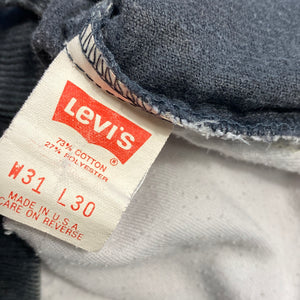 Levi's
73% COTTON
27% POLYESTER
W31 L30
MADE IN U.S.A
CARE ON REVERSE